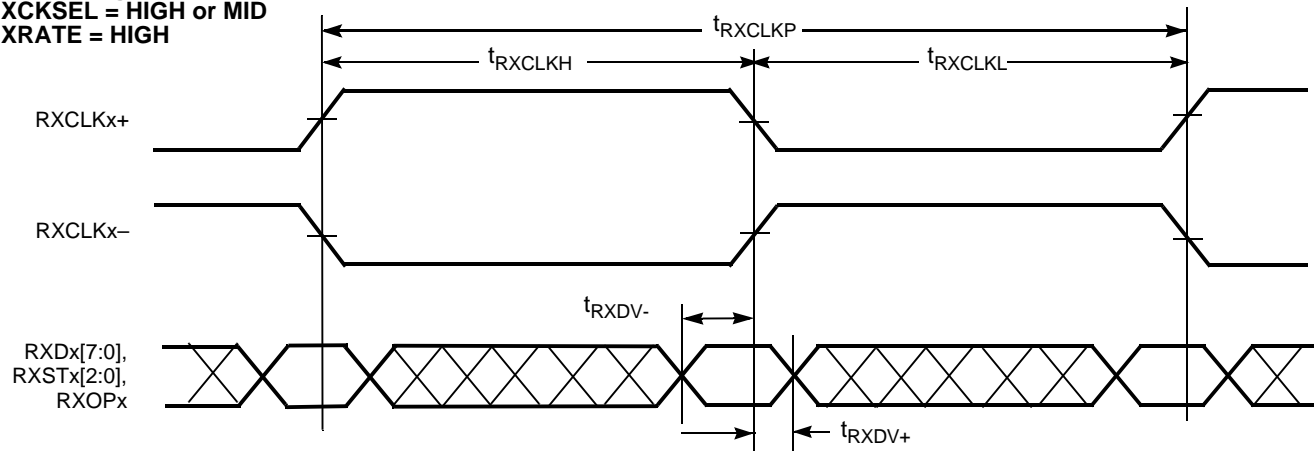 XCKSEL = HIGH or MID
XRATE = HIGH
tRXCLKP
tRXCLKH
tRXCLKL
RXCLKx+
RXCLKx–
tRXDV-
RXDx[7:0],
RXSTx[2:0],
RXOPx
tRXDV+